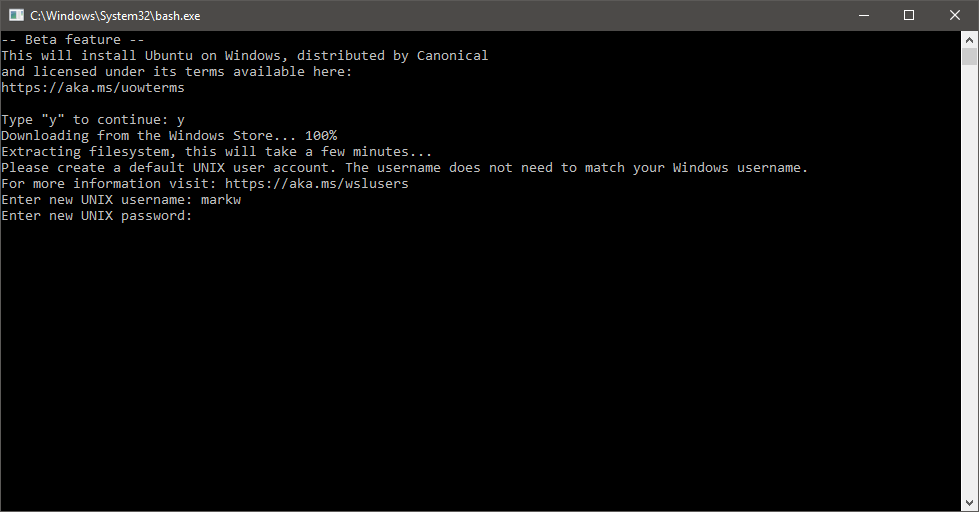 C:\Windows\System32\bash.exe
-- Beta feature --
This will install Ubuntu on Windows, distributed by Canonical
and licensed under its terms available here:
https://aka.ms/uowterms
Type "y" to continue: y
Downloading from the Windows Store... 100%
Extracting filesystem, this will take a few minutes...
Please create a default UNIX user account. The username does not need to match your Windows username.
For more information visit: https://aka.ms/wslusers
Enter new UNIX username: markw
Enter new UNIX password: